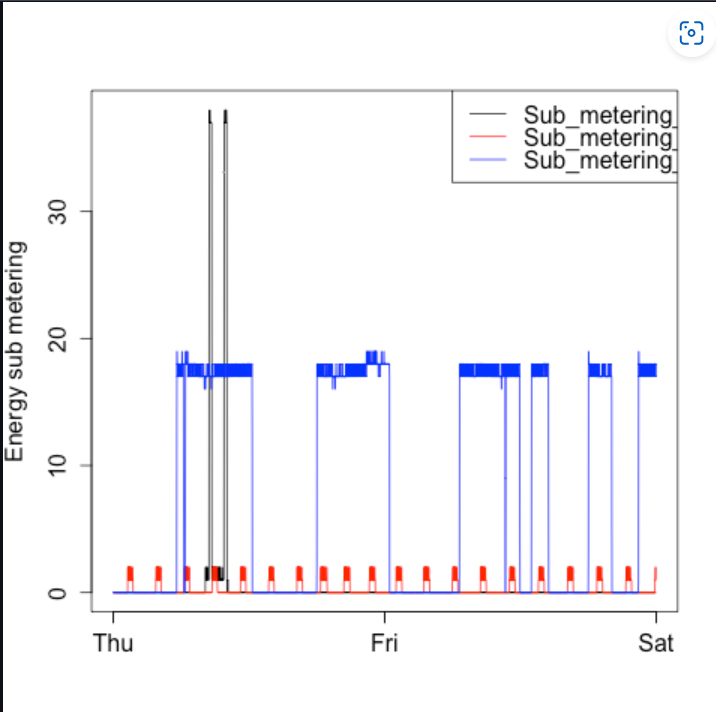 Sub_metering_
Sub_metering_
Sub_metering_
Energy sub metering
30
20
10
0
Thu Fri Sat